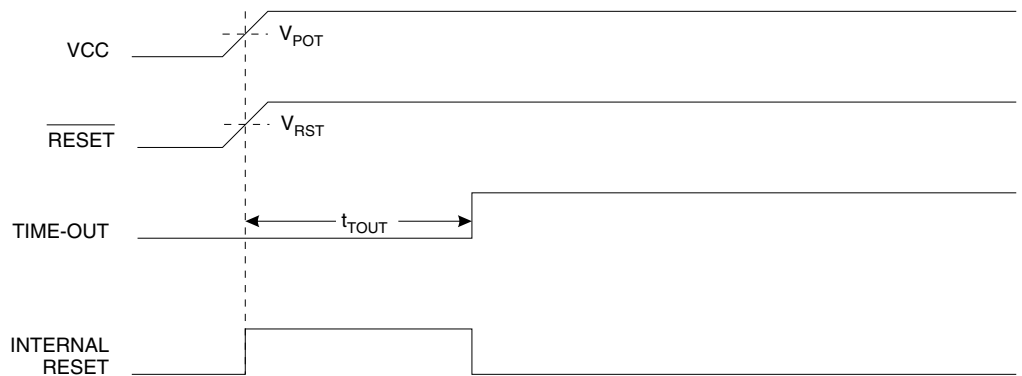 VCC
V_POT
RESET
V_RST
TIME-OUT
t_TOUT
INTERNAL
RESET